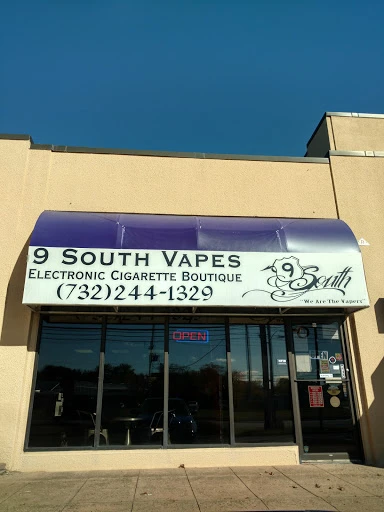 9 South Vapes
Electronic Cigarette Boutique
(732)244-1329
9
South
"We Are The Vapers"
OPEN